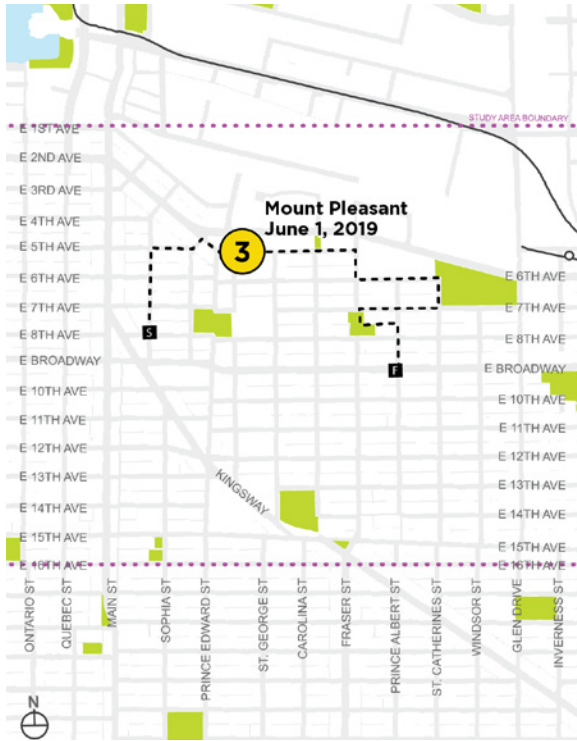 STUDY AREA BOUNDARY
E 1ST AVE
E 2ND AVE
E 3RD AVE
E 4TH AVE
E 5TH AVE
E 6TH AVE
E 7TH AVE
E 8TH AVE
E BROADWAY
E 10TH AVE
E 11TH AVE
E 12TH AVE
E 13TH AVE
E 14TH AVE
E 15TH AVE
E 16TH AVE
Mount Pleasant
June 1, 2019
3
S
F
KINGSWAY
E 6TH AVE
E 7TH AVE
E 8TH AVE
E BROADWAY
E 10TH AVE
E 11TH AVE
E 12TH AVE
E 13TH AVE
E 14TH AVE
E 15TH AVE
E 16TH AVE
ONTARIO ST
QUEBEC ST
MAIN ST
SOPHIA ST
PRINCE EDWARD ST
ST. GEORGE ST
CAROLINA ST
FRASER ST
PRINCE ALBERT ST
ST. CATHERINES ST
WINDSOR ST
GLEN DRIVE
INVERNESS ST
N